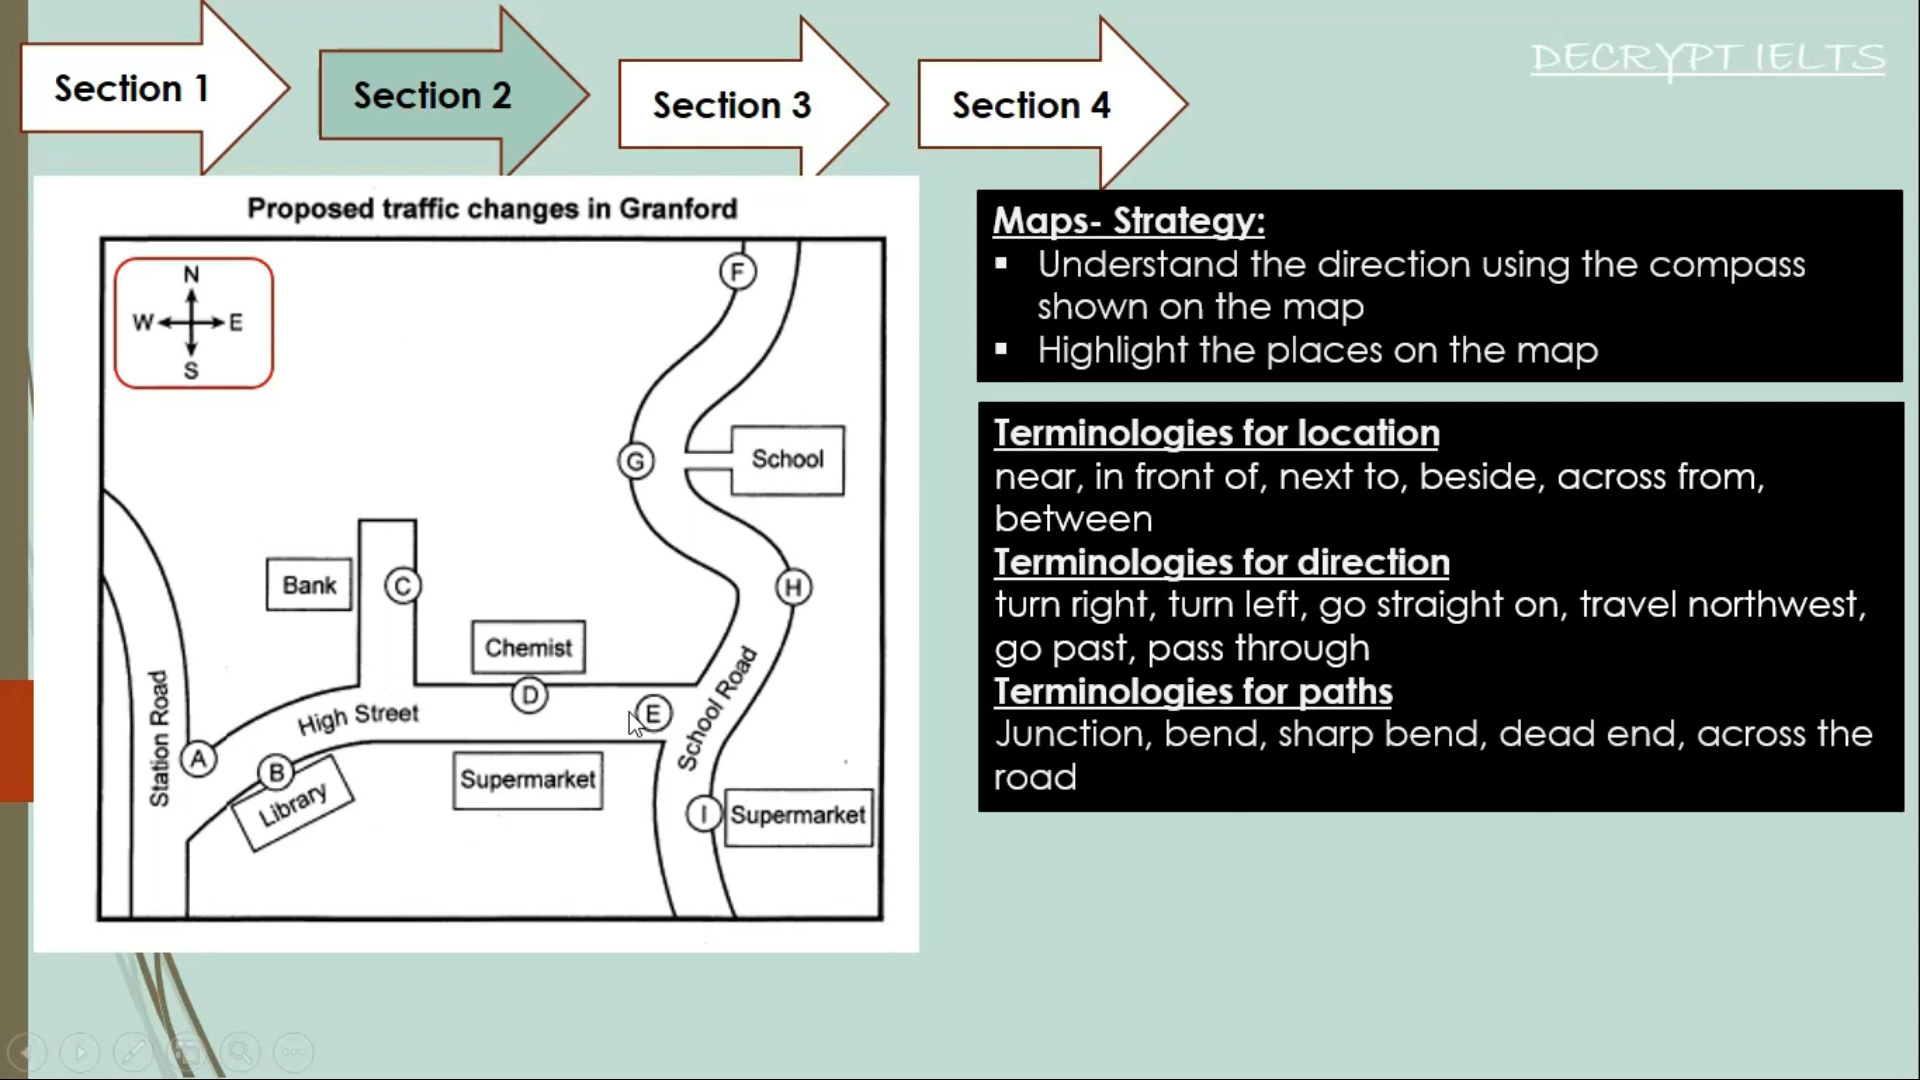 Section 1
Section 2
Section 3
Section 4
DECRYPT IELTS
Proposed traffic changes in Granford
N
W
E
S
F
G
School
Bank
C
H
Chemist
D
E
High Street
School Road
Station Road
A
B
Library
Supermarket
I
Supermarket
Maps- Strategy:
▪ Understand the direction using the compass
shown on the map
▪ Highlight the places on the map
Terminologies for location
near, in front of, next to, beside, across from,
between
Terminologies for direction
turn right, turn left, go straight on, travel northwest,
go past, pass through
Terminologies for paths
Junction, bend, sharp bend, dead end, across the
road